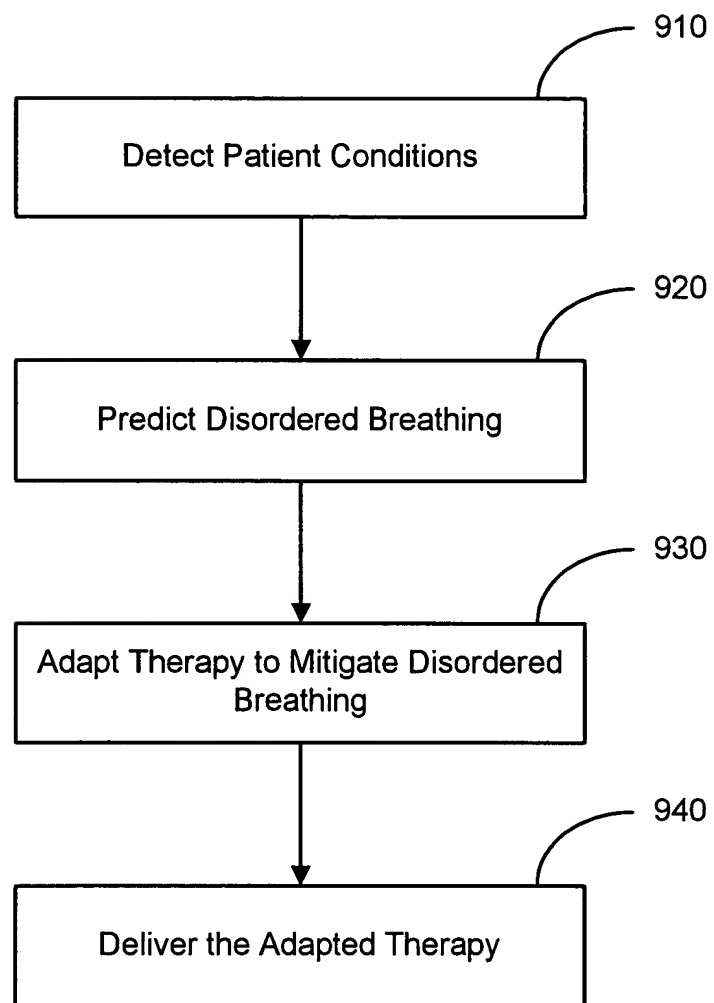 910
Detect Patient Conditions
920
Predict Disordered Breathing
930
Adapt Therapy to Mitigate Disordered
Breathing
940
Deliver the Adapted Therapy